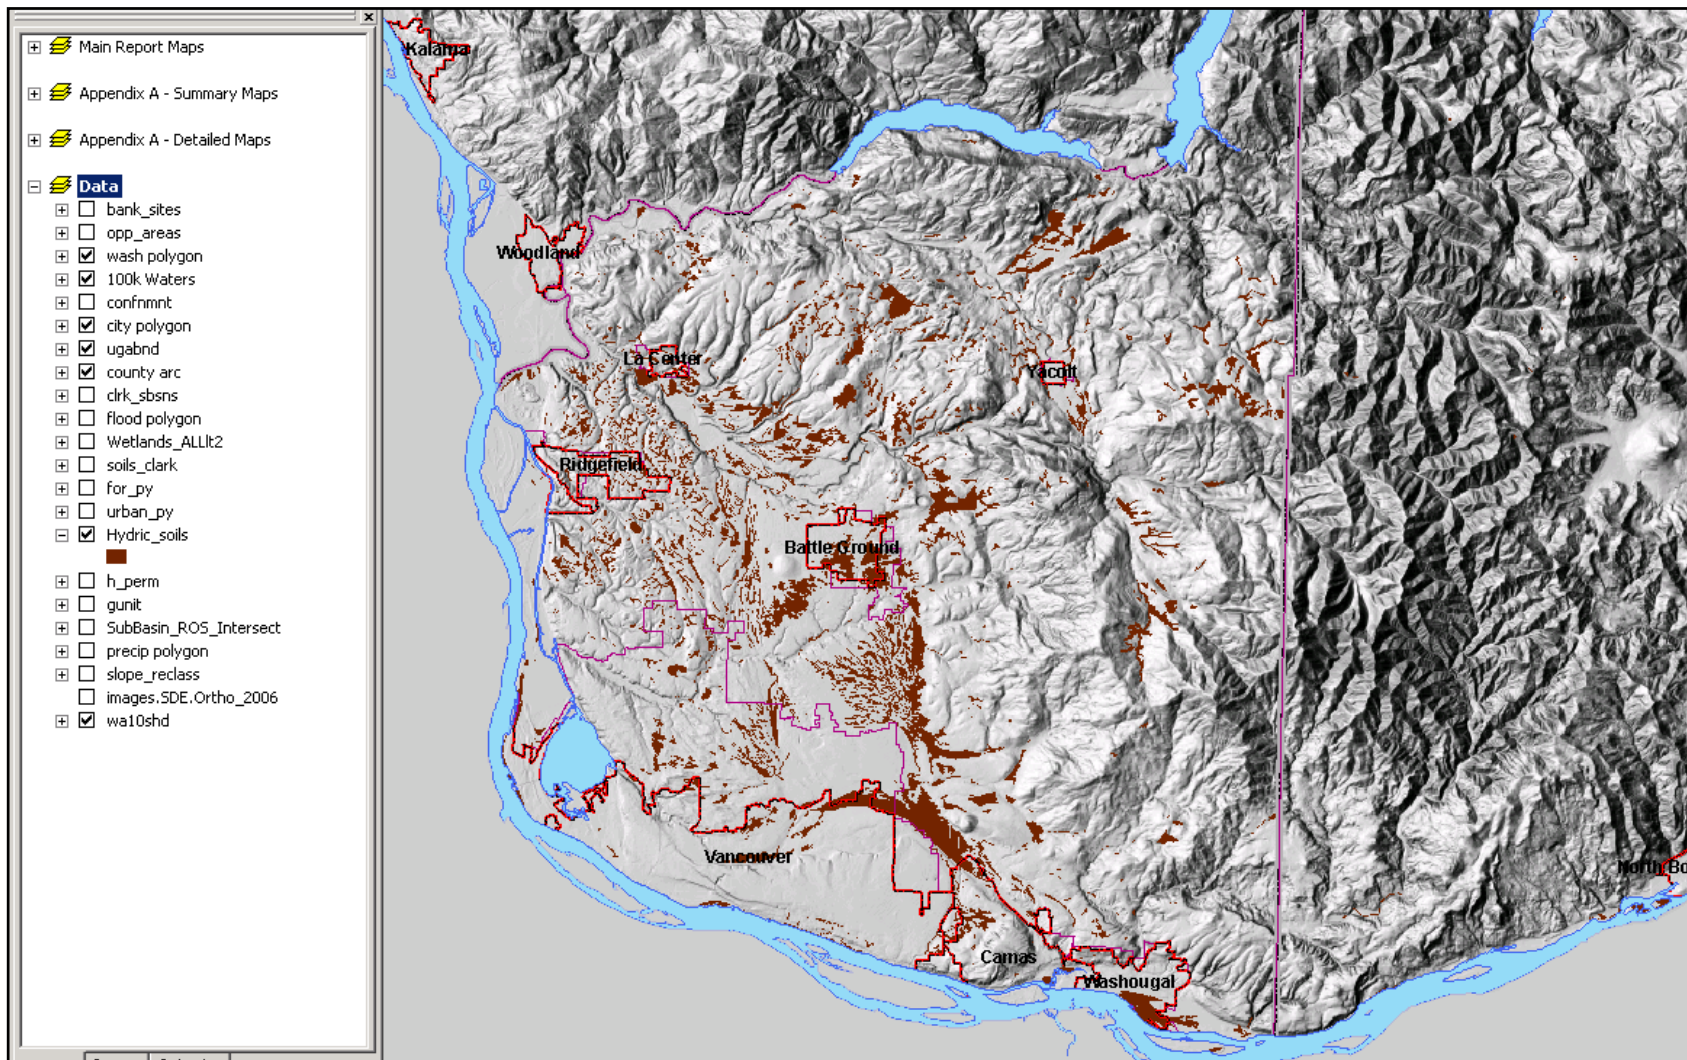 Main Report Maps
Appendix A - Summary Maps
Appendix A - Detailed Maps
Data
bank_sites
opp_areas
wash polygon
100k Waters
confnmnt
city polygon
ugabnd
county arc
clrk_sbsns
flood polygon
Wetlands_ALLlt2
soils_clark
for_py
urban_py
Hydric_soils
h_perm
gunit
SubBasin_ROS_Intersect
precip polygon
slope_reclass
images.SDE.Ortho_2006
wa10shd
Kalama
Woodland
La Center
Yacolt
Ridgefield
Battle Ground
Vancouver
North Bo
Camas
Washougal